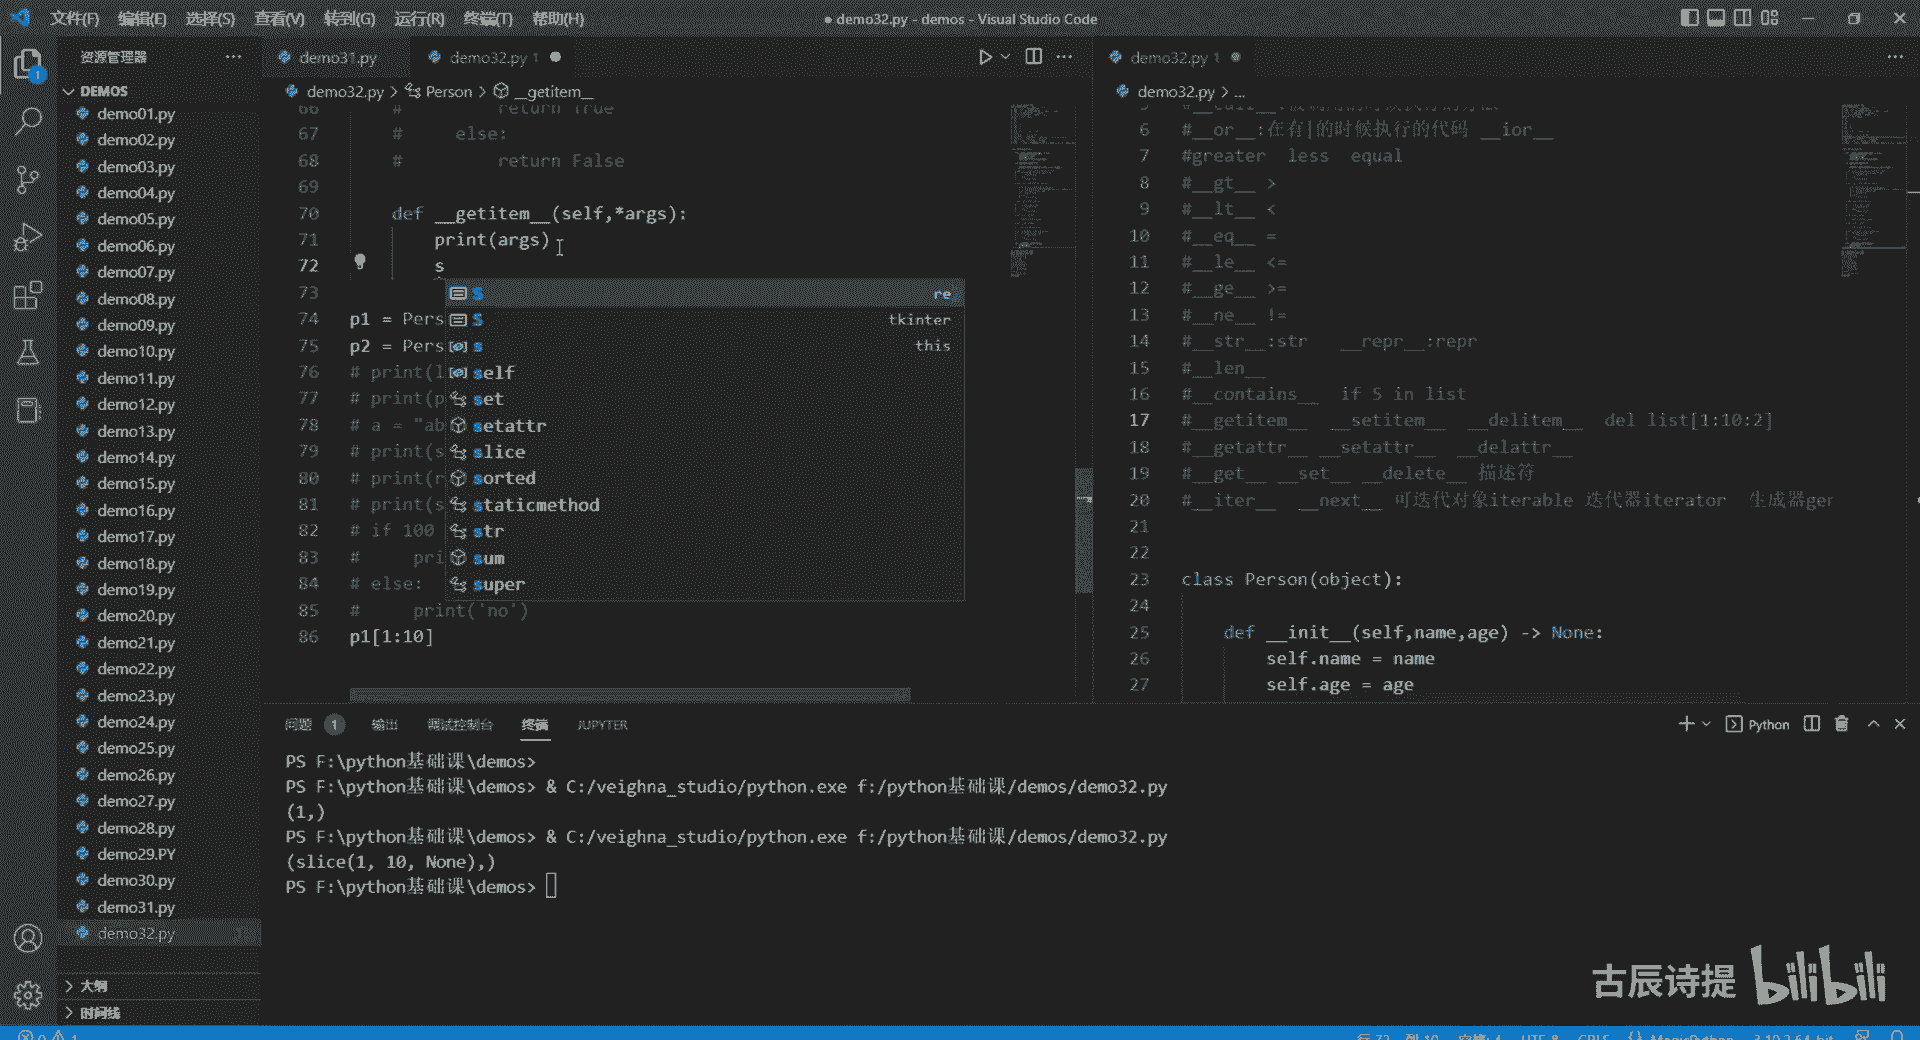 文件(F) 编辑(E) 选择(S) 查看(V) 转到(G) 运行(R) 终端(T) 帮助(H)
● demo32.py - demos - Visual Studio Code
资源管理器
DEMOS
demo01.py
demo02.py
demo03.py
demo04.py
demo05.py
demo06.py
demo07.py
demo08.py
demo09.py
demo10.py
demo11.py
demo12.py
demo13.py
demo14.py
demo15.py
demo16.py
demo17.py
demo18.py
demo19.py
demo20.py
demo21.py
demo22.py
demo23.py
demo24.py
demo25.py
demo26.py
demo27.py
demo28.py
demo29.PY
demo30.py
demo31.py
demo32.py
大纲
时间线
demo31.py demo32.py 1
demo32.py > Person > __getitem__
66 # return True
67 # else:
68 # return False
69
70 def __getitem__(self,*args):
71 print(args)
72 s
73
74 p1 = Pers
75 p2 = Pers
76 # print(l
77 # print(p
78 # a = "ab
79 # print(s
80 # print(r
81 # print(s
82 # if 100
83 # pri
84 # else:
85 # print('no')
86 p1[1:10]
S re
S tkinter
s this
self
set
setattr
slice
sorted
staticmethod
str
sum
super
demo32.py 1
demo32.py > ...
6 #__or__:在有|的时候执行的代码 __ior__
7 #greater less equal
8 #__gt__ >
9 #__lt__ <
10 #__eq__ =
11 #__le__ <=
12 #__ge__ >=
13 #__ne__ !=
14 #__str__:str __repr__:repr
15 #__len__
16 #__contains__ if 5 in list
17 #__getitem__ __setitem__ __delitem__ del list[1:10:2]
18 #__getattr__ __setattr__ __delattr__
19 #__get__ __set__ __delete__ 描述符
20 #__iter__ __next__ 可迭代对象iterable 迭代器iterator 生成器ger
21
22
23 class Person(object):
24
25 def __init__(self,name,age) -> None:
26 self.name = name
27 self.age = age
问题 1 输出 调试控制台 终端 JUPYTER
Python
PS F:\python基础课\demos>
PS F:\python基础课\demos> & C:/veighna_studio/python.exe f:/python基础课/demos/demo32.py
(1,)
PS F:\python基础课\demos> & C:/veighna_studio/python.exe f:/python基础课/demos/demo32.py
(slice(1, 10, None),)
PS F:\python基础课\demos>
古辰诗提 bilibili